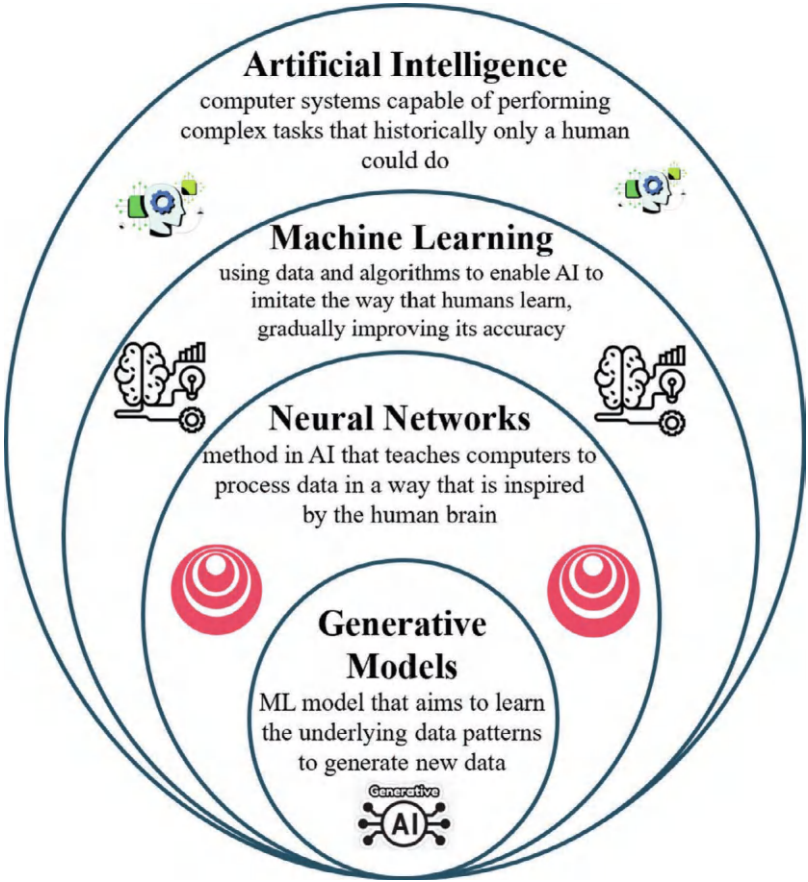 Artificial Intelligence
computer systems capable of performing
complex tasks that historically only a human
could do
Machine Learning
using data and algorithms to enable AI to
imitate the way that humans learn,
gradually improving its accuracy
Neural Networks
method in AI that teaches computers to
process data in a way that is inspired
by the human brain
Generative
Models
ML model that aims to learn
the underlying data patterns
to generate new data
Generative
AI